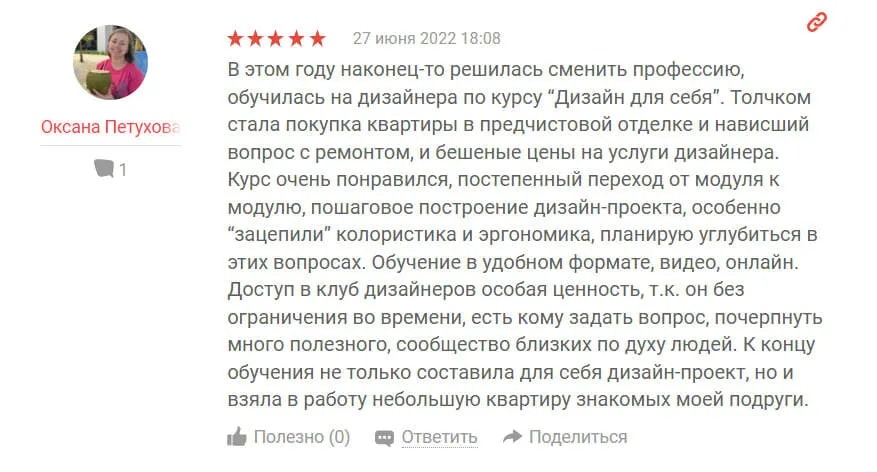 27 июня 2022 18:08
В этом году наконец-то решилась сменить профессию,
обучилась на дизайнера по курсу “Дизайн для себя”. Толчком
стала покупка квартиры в предчистовой отделке и нависший
вопрос с ремонтом, и бешеные цены на услуги дизайнера.
Курс очень понравился, постепенный переход от модуля к
модулю, пошаговое построение дизайн-проекта, особенно
“зацепили” колористика и эргономика, планирую углубиться в
этих вопросах. Обучение в удобном формате, видео, онлайн.
Доступ в клуб дизайнеров особая ценность, т.к. он без
ограничения во времени, есть кому задать вопрос, почерпнуть
много полезного, сообщество близких по духу людей. К концу
обучения не только составила для себя дизайн-проект, но и
взяла в работу небольшую квартиру знакомых моей подруги.
Оксана Петухова
1
Полезно (0) Ответить Поделиться